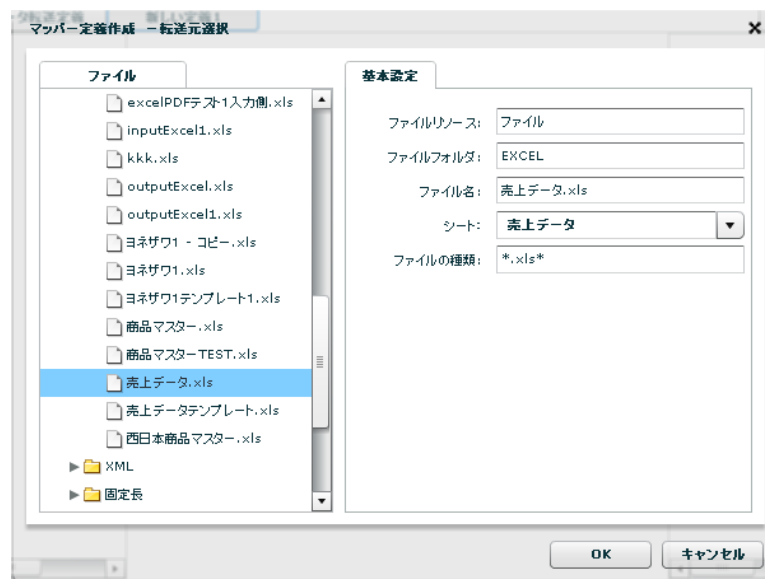 マッパー定義作成 －転送元選択
ファイル
excelPDFテスト1入力側.xls
inputExcel1.xls
kkk.xls
outputExcel.xls
outputExcel1.xls
ヨネザワ1 - コピー.xls
ヨネザワ1.xls
ヨネザワ1テンプレート1.xls
商品マスター.xls
商品マスターTEST.xls
売上データ.xls
売上データテンプレート.xls
西日本商品マスター.xls
XML
固定長
基本設定
ファイルリソース: ファイル
ファイルフォルダ: EXCEL
ファイル名: 売上データ.xls
シート: 売上データ
ファイルの種類: *.xls*
OK キャンセル